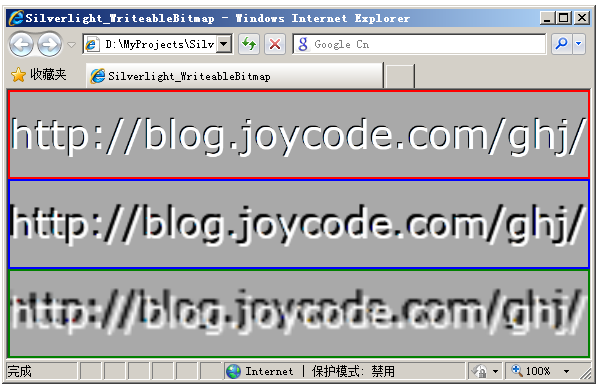 Silverlight_WriteableBitmap - Windows Internet Explorer
D:\MyProjects\Silv
Google Cn
收藏夹
Silverlight_WriteableBitmap
http://blog.joycode.com/ghj/
http://blog.joycode.com/ghj/
http://blog.joycode.com/ghj/
完成 Internet | 保护模式: 禁用 100%